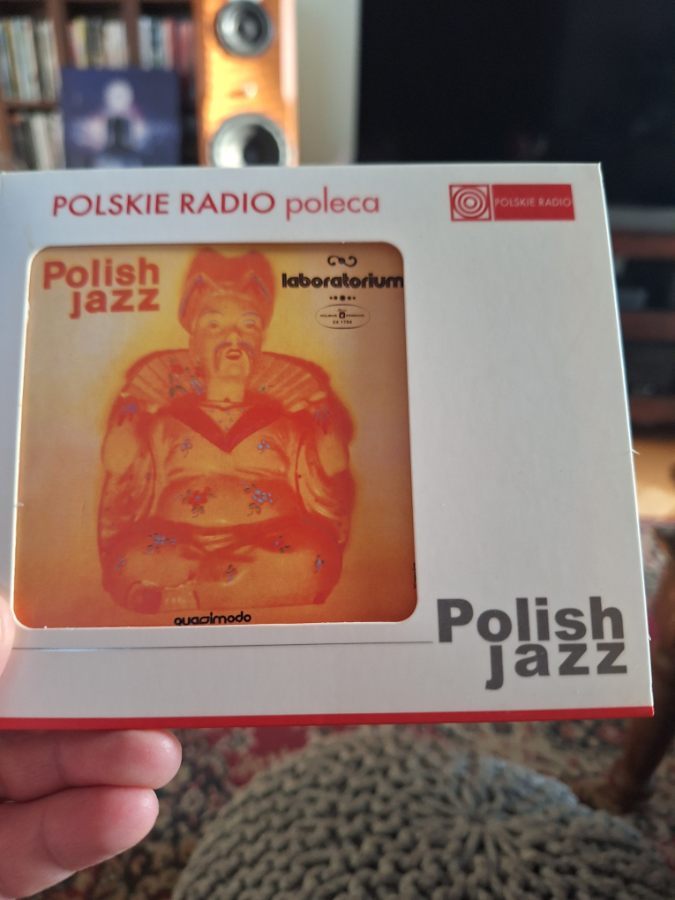 POLSKIE RADIO poleca
POLSKIE RADIO
Polish
jazz
laboratorium
quasimodo
Polish
jazz